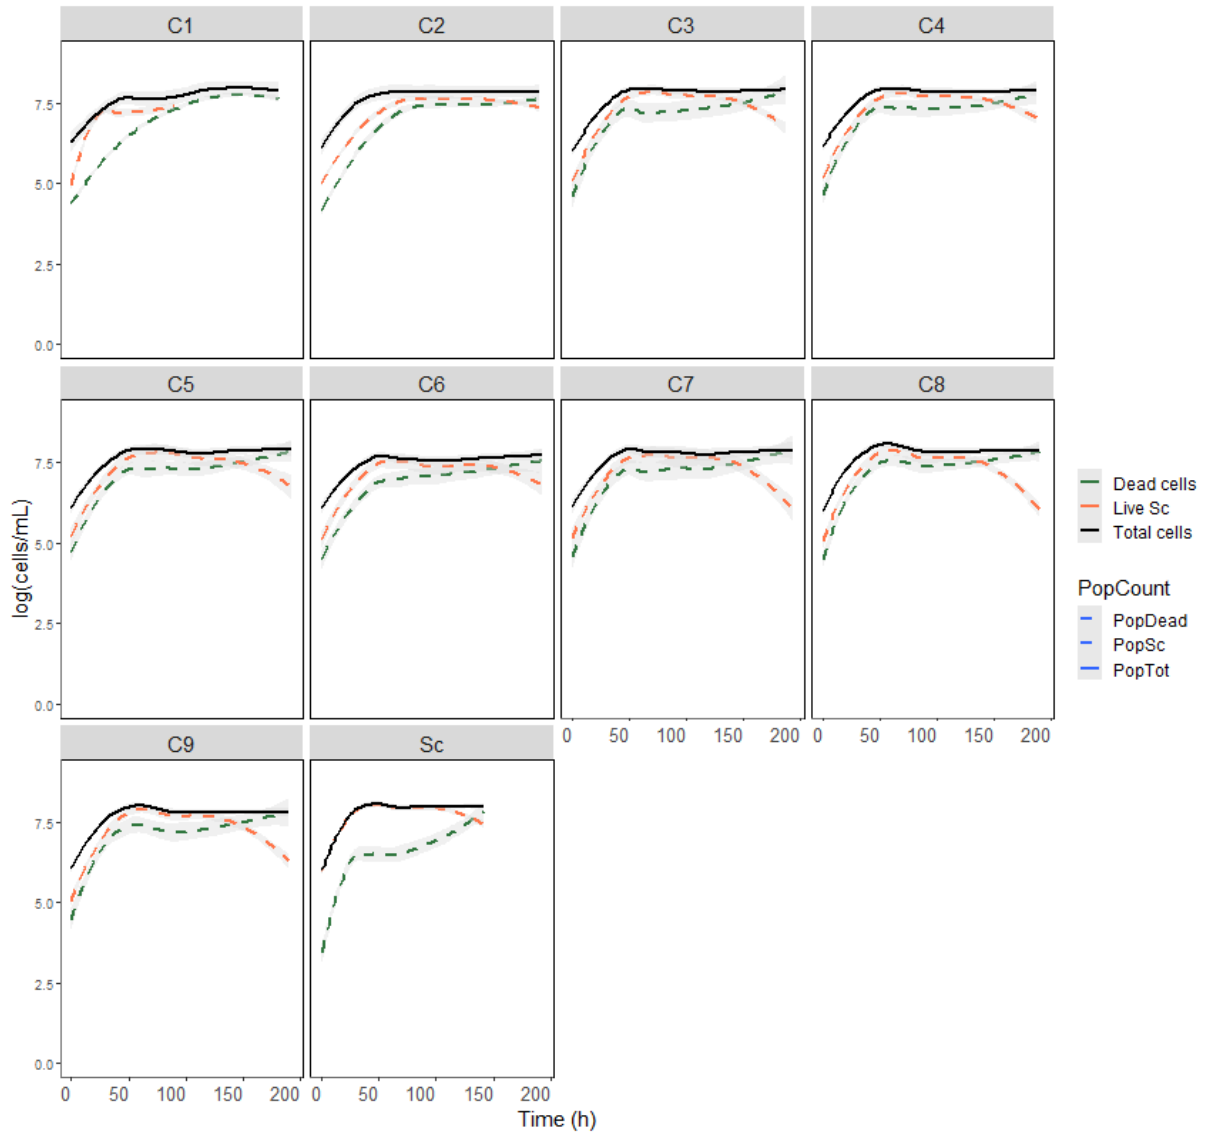 C1 C2 C3 C4
7.5
5.0
2.5
0.0
C5 C6 C7 C8
7.5
5.0
2.5
0.0
0 50 100 150 200 0 50 100 150 200
C9 Sc
7.5
5.0
2.5
0.0
0 50 100 150 200 0 50 100 150 200
Time (h)
log(cells/mL)
Dead cells
Live Sc
Total cells
PopCount
PopDead
PopSc
PopTot